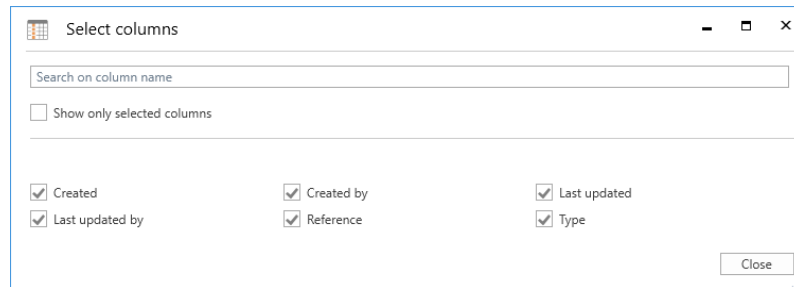 Select columns
Search on column name
Show only selected columns
Created Created by Last updated
Last updated by Reference Type
Close